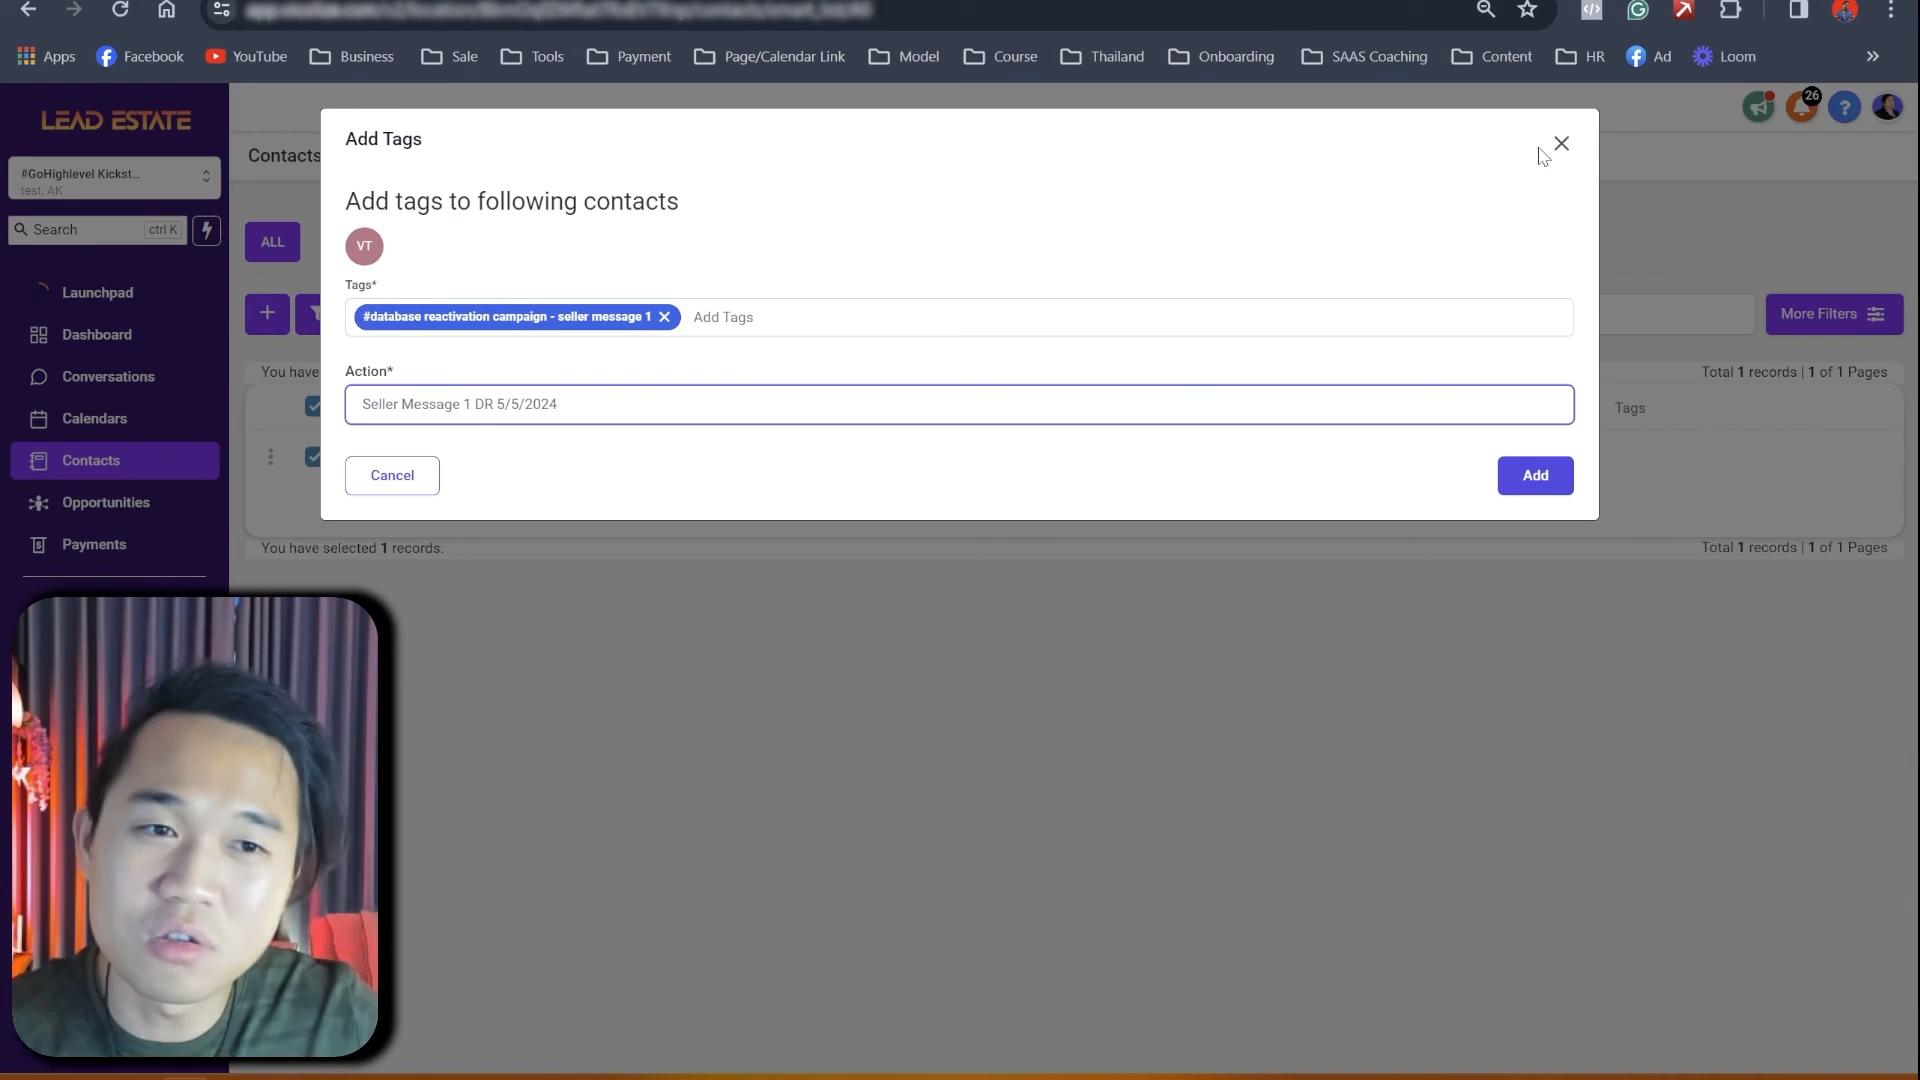 Apps
Facebook
YouTube
Business
Sale
Tools
Payment
Page/Calendar Link
Model
Course
Thailand
Onboarding
SAAS Coaching
Content
HR
Ad
Loom
LEAD ESTATE
#GoHighlevel Kickst...
test, AK
Search
ctrl K
Launchpad
Dashboard
Conversations
Calendars
Contacts
Opportunities
Payments
26
Contacts
ALL
More Filters
You have
Total 1 records | 1 of 1 Pages
Tags
Add Tags
Add tags to following contacts
VT
Tags*
#database reactivation campaign - seller message 1
Add Tags
Action*
Seller Message 1 DR 5/5/2024
Cancel
Add
You have selected 1 records.
Total 1 records | 1 of 1 Pages